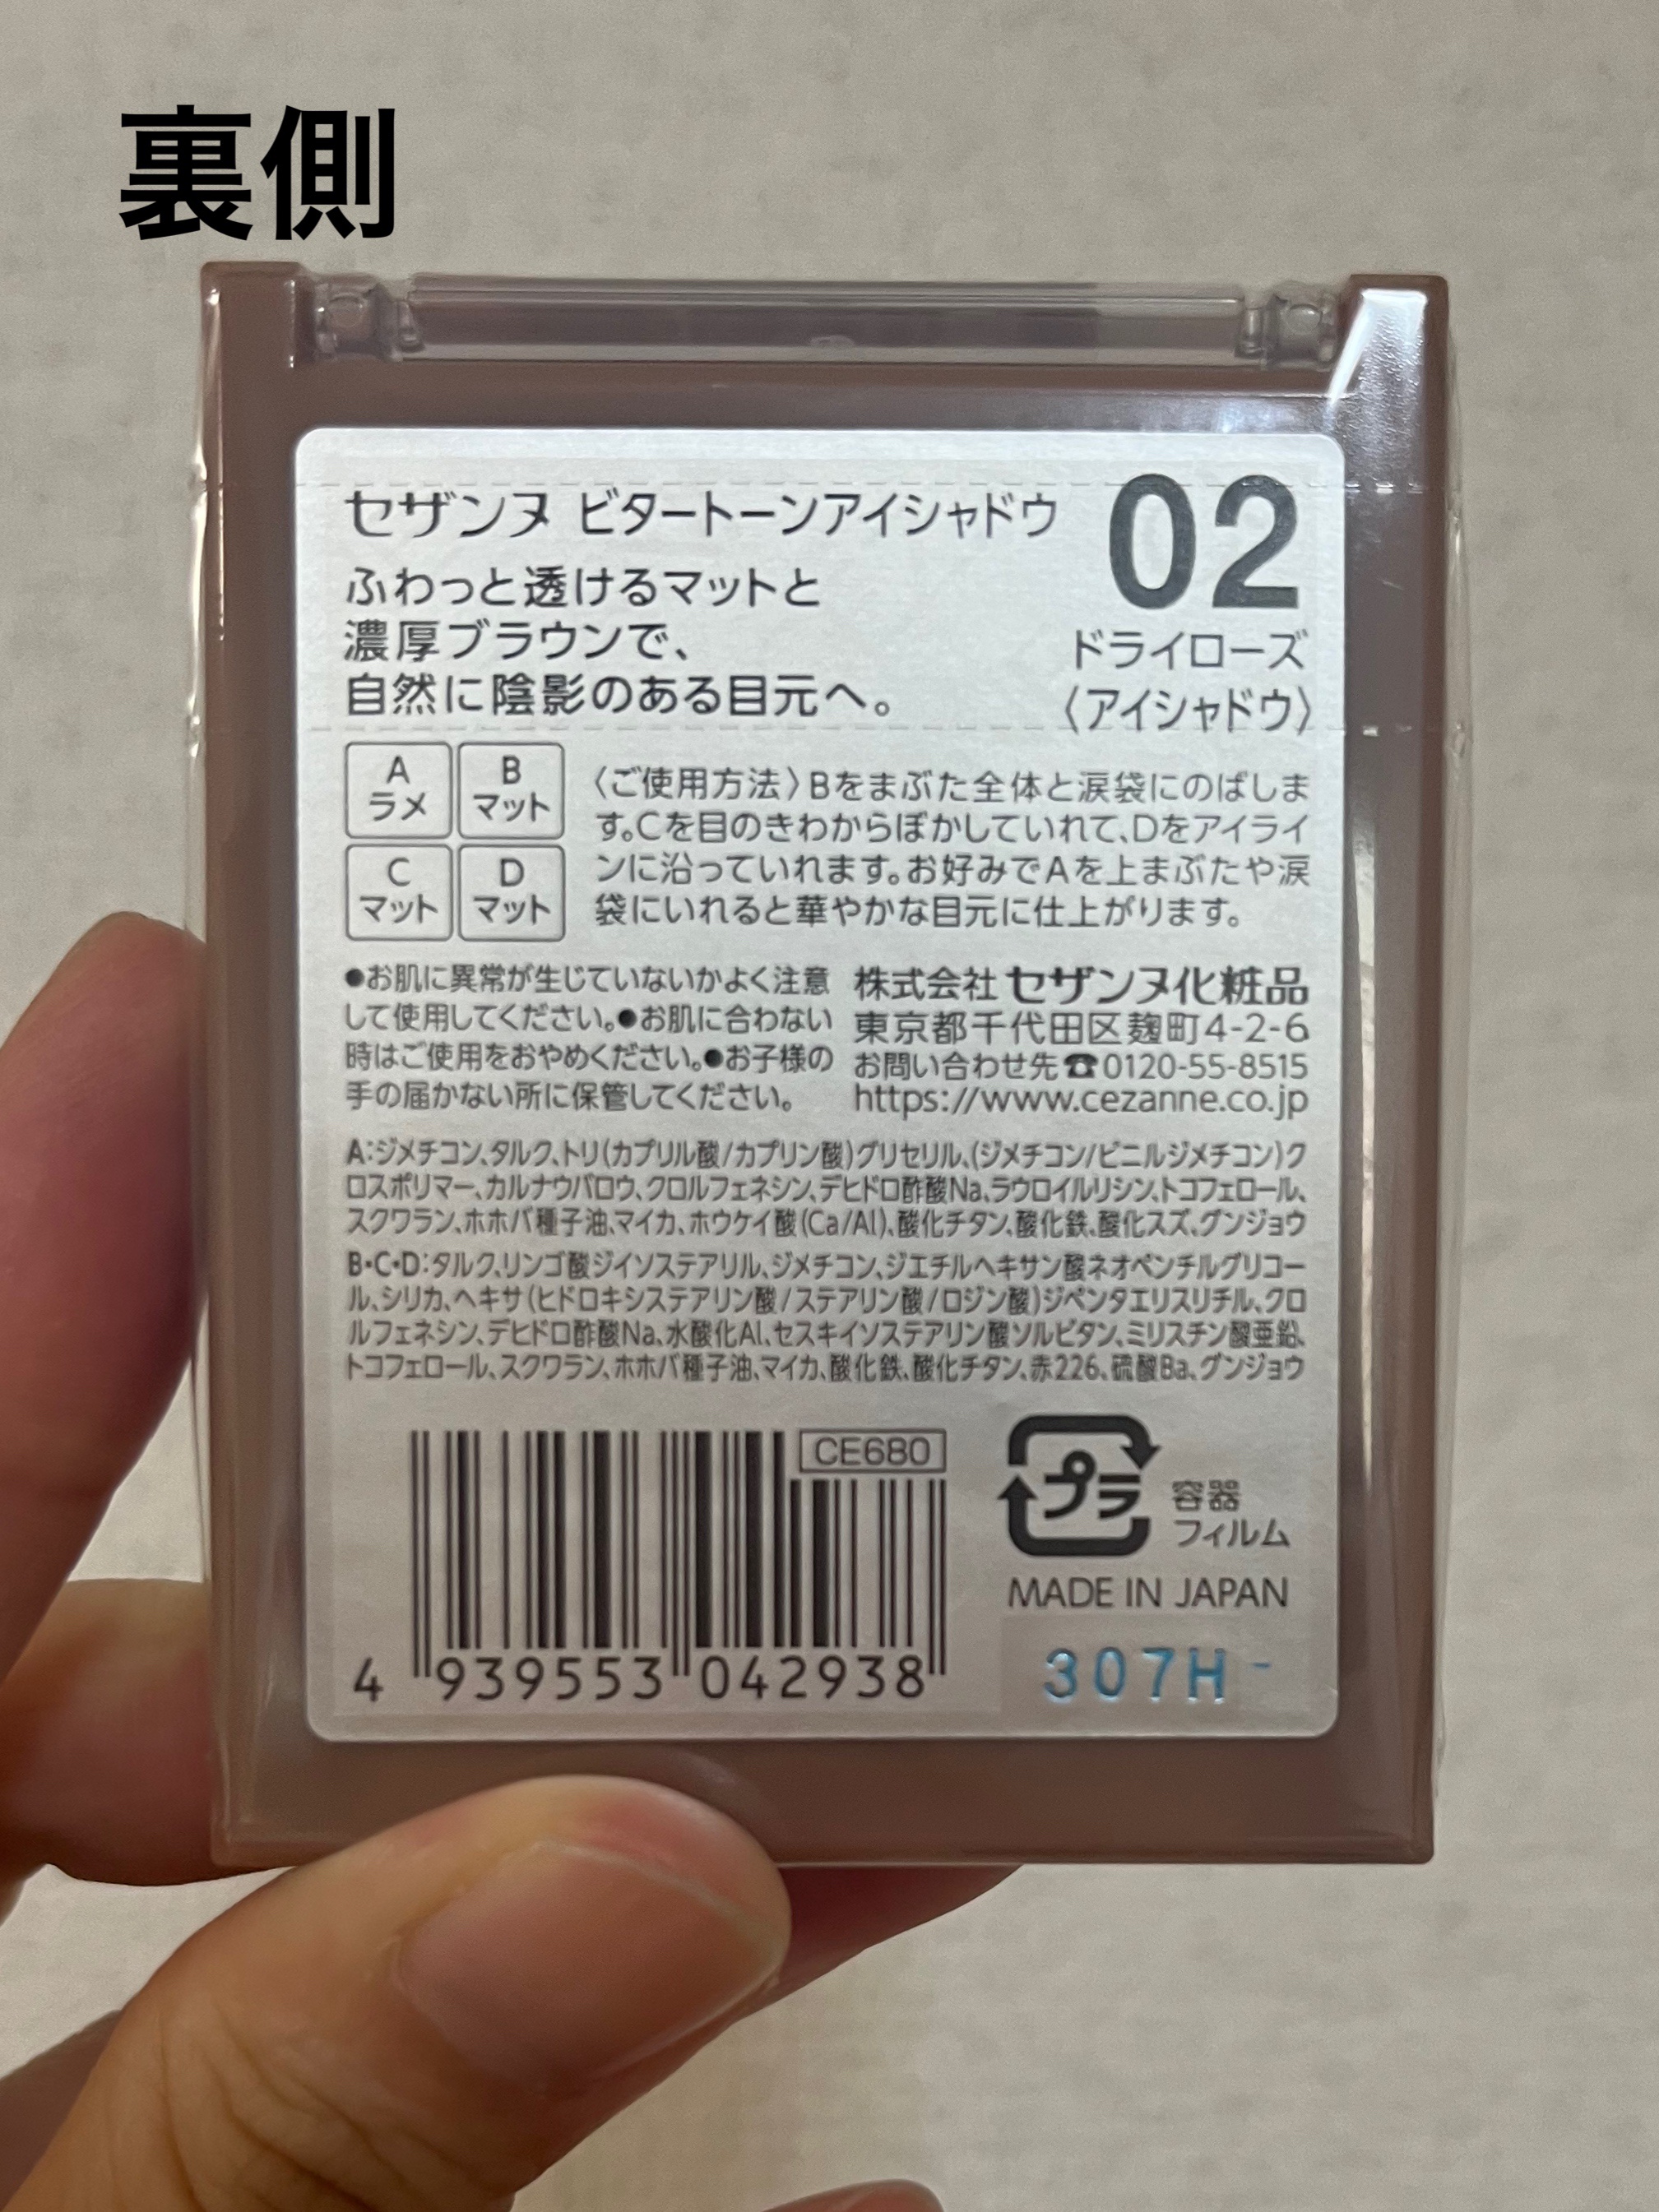 裏側
セザンヌ ビタートーンアイシャドウ
ふわっと透けるマットと
濃厚ブラウンで、
自然に陰影のある目元へ。
02
ドライローズ
〈アイシャドウ〉
A
ラメ
B
マット
C
マット
D
マット
〈ご使用方法〉Bをまぶた全体と涙袋にのばしま
す。Cを目のきわからぼかしていれて、Dをアイライ
ンに沿っていれます。お好みでAを上まぶたや涙
袋にいれると華やかな目元に仕上がります。
●お肌に異常が生じていないかよく注意
して使用してください。●お肌に合わない
時はご使用をおやめください。●お子様の
手の届かない所に保管してください。
株式会社 セザンヌ化粧品
東京都千代田区麹町4-2-6
お問い合わせ先☎0120-55-8515
https://www.cezanne.co.jp
A:ジメチコン、タルク、トリ(カプリル酸/カプリン酸)グリセリル、(ジメチコン/ビニルジメチコン)ク
ロスポリマー、カルナウバロウ、クロルフェネシン、デヒドロ酢酸Na、ラウロイルリシン、トコフェロール、
スクワラン、ホホバ種子油、マイカ、ホウケイ酸(Ca/Al)、酸化チタン、酸化鉄、酸化スズ、グンジョウ
B・C・D:タルク、リンゴ酸ジイソステアリル、ジメチコン、ジエチルヘキサン酸ネオペンチルグリコー
ル、シリカ、ヘキサ(ヒドロキシステアリン酸/ステアリン酸/ロジン酸)ジペンタエリスリチル、クロ
ルフェネシン、デヒドロ酢酸Na、水酸化Al、セスキイソステアリン酸ソルビタン、ミリスチン酸亜鉛、
トコフェロール、スクワラン、ホホバ種子油、マイカ、酸化鉄、酸化チタン、赤226、硫酸Ba、グンジョウ
CE680
4 939553 042938
プラ
容器
フィルム
MADE IN JAPAN
307H-